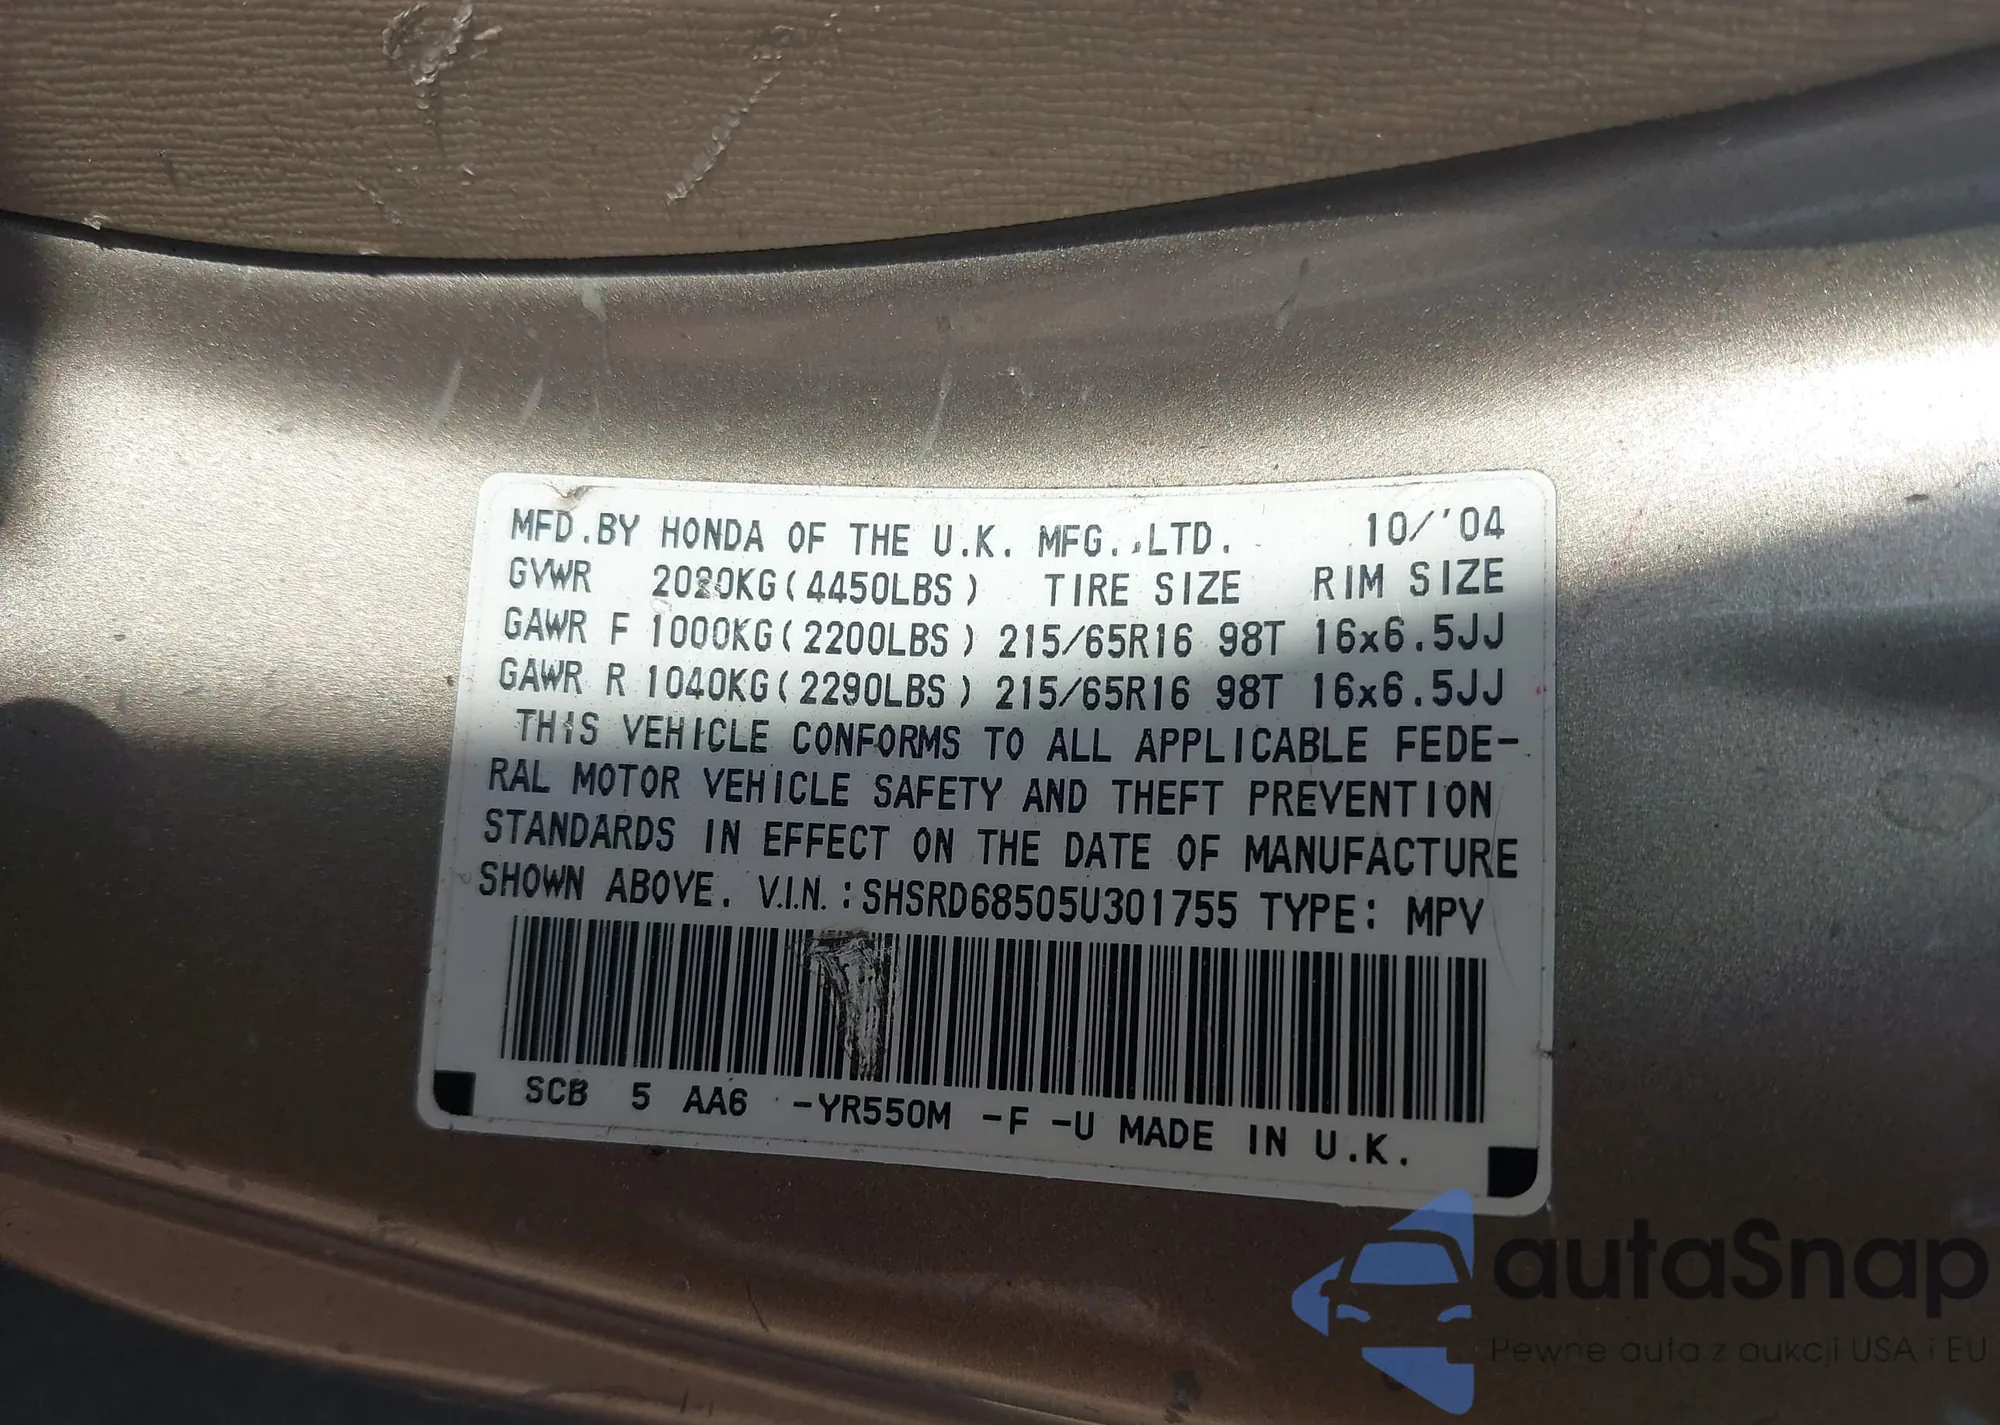 MFD.BY HONDA OF THE U.K. MFG.,LTD. 10/'04
GVWR 2020KG(4450LBS) TIRE SIZE RIM SIZE
GAWR F 1000KG(2200LBS) 215/65R16 98T 16x6.5JJ
GAWR R 1040KG(2290LBS) 215/65R16 98T 16x6.5JJ
THIS VEHICLE CONFORMS TO ALL APPLICABLE FEDE-
RAL MOTOR VEHICLE SAFETY AND THEFT PREVENTION
STANDARDS IN EFFECT ON THE DATE OF MANUFACTURE
SHOWN ABOVE. V.I.N.:SHSRD68505U301755 TYPE: MPV
SCB 5 AA6 -YR550M -F -U MADE IN U.K.
autaSnap
Pewne auta z aukcji USA i EU